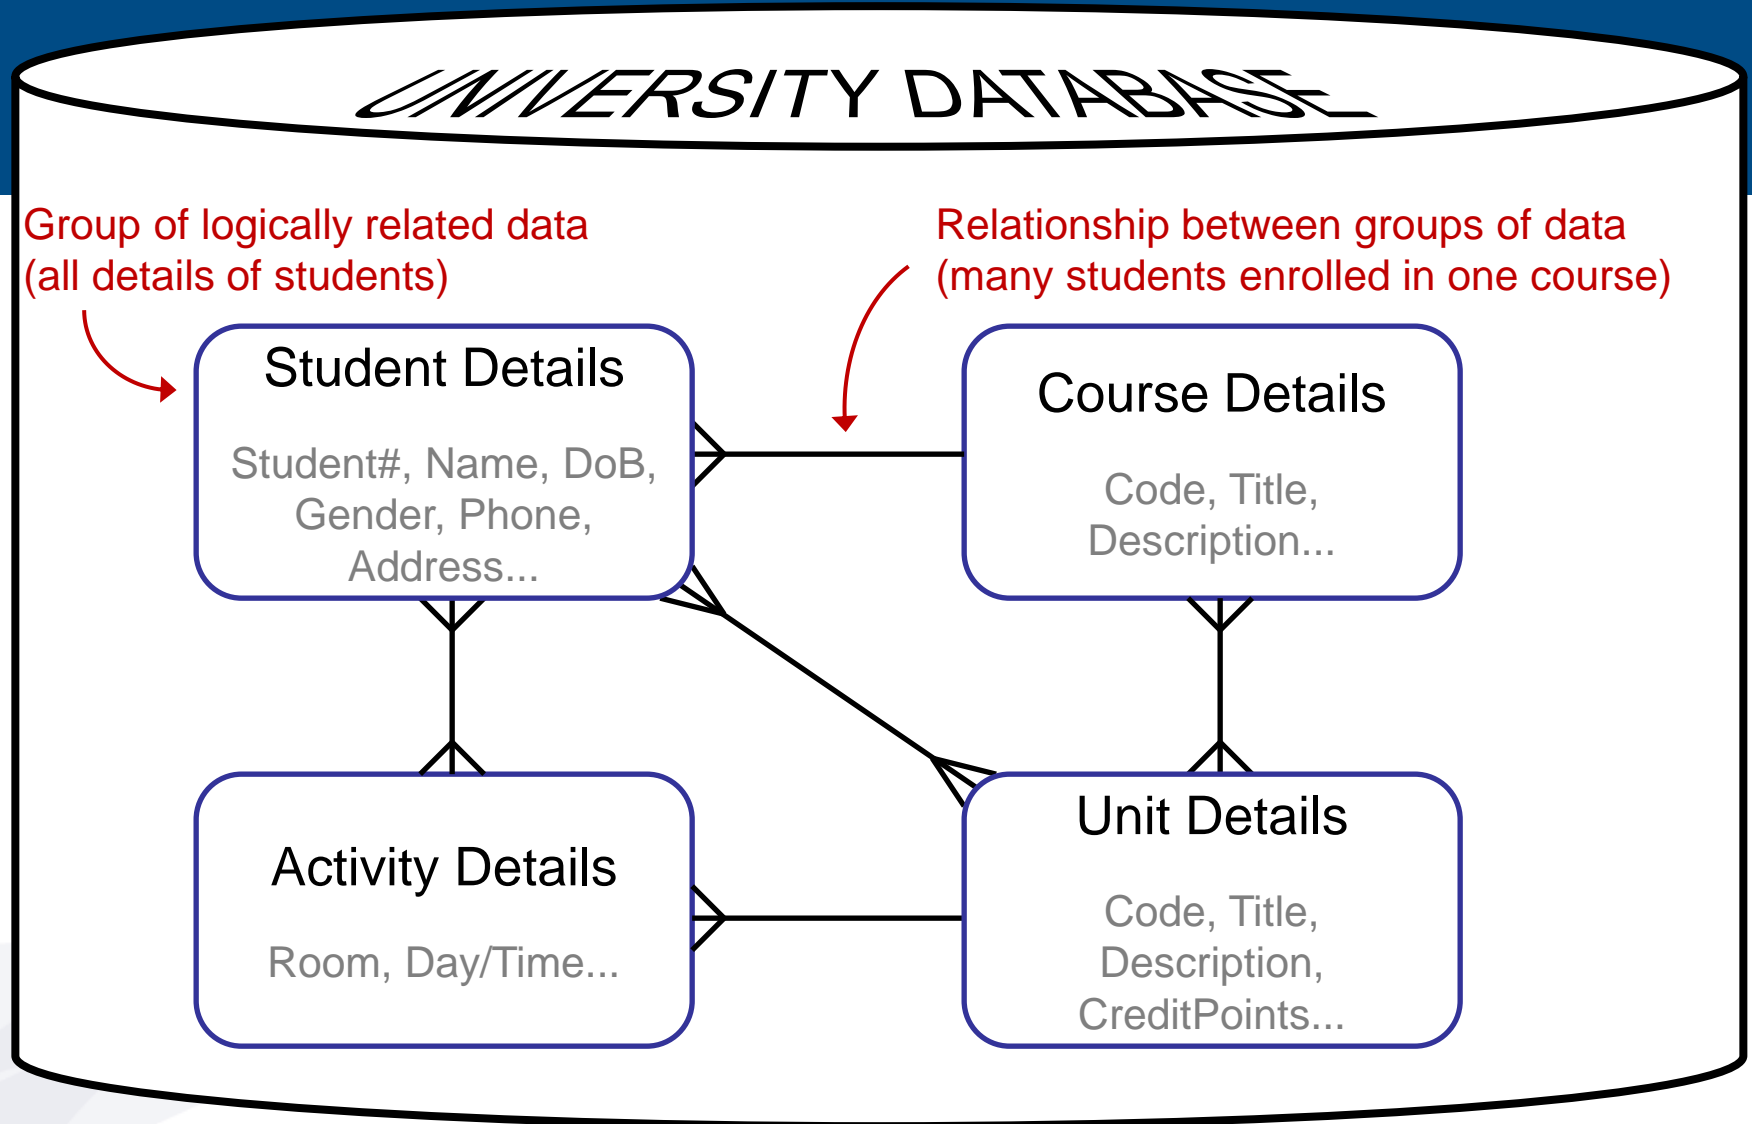 UNIVERSITY DATABASE
Group of logically related data
(all details of students)
Relationship between groups of data
(many students enrolled in one course)
Student Details
Student#, Name, DoB,
Gender, Phone,
Address...
Course Details
Code, Title,
Description...
Activity Details
Room, Day/Time...
Unit Details
Code, Title,
Description,
CreditPoints...